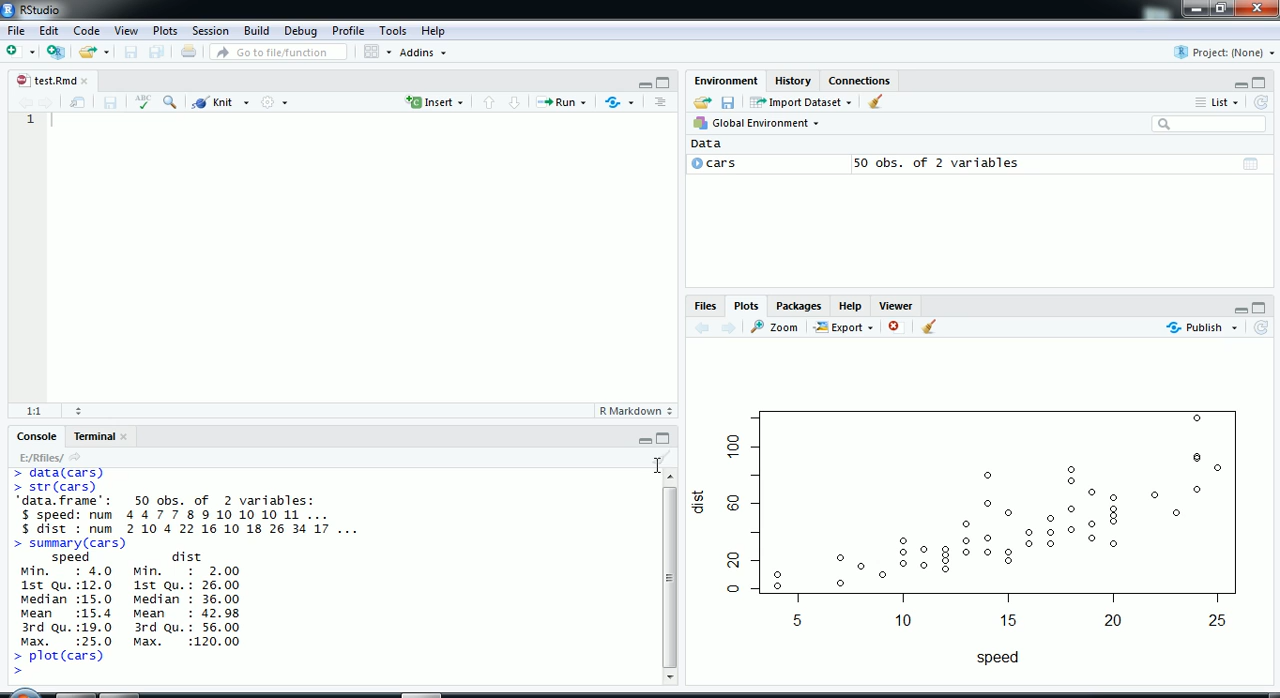 RStudio
File Edit Code View Plots Session Build Debug Profile Tools Help
Go to file/function Addins Project: (None)
test.Rmd
ABC Knit Insert Run
1
1:1 R Markdown
Console Terminal
E:/Rfiles/
> data(cars)
> str(cars)
'data.frame': 50 obs. of 2 variables:
$ speed: num 4 4 7 7 8 9 10 10 10 11 ...
$ dist : num 2 10 4 22 16 10 18 26 34 17 ...
> summary(cars)
speed dist
Min. : 4.0 Min. : 2.00
1st Qu.:12.0 1st Qu.: 26.00
Median :15.0 Median : 36.00
Mean :15.4 Mean : 42.98
3rd Qu.:19.0 3rd Qu.: 56.00
Max. :25.0 Max. :120.00
> plot(cars)
>
Environment History Connections
Import Dataset List
Global Environment
Data
cars 50 obs. of 2 variables
Files Plots Packages Help Viewer
Zoom Export Publish
dist
100
60
20
0
5 10 15 20 25
speed